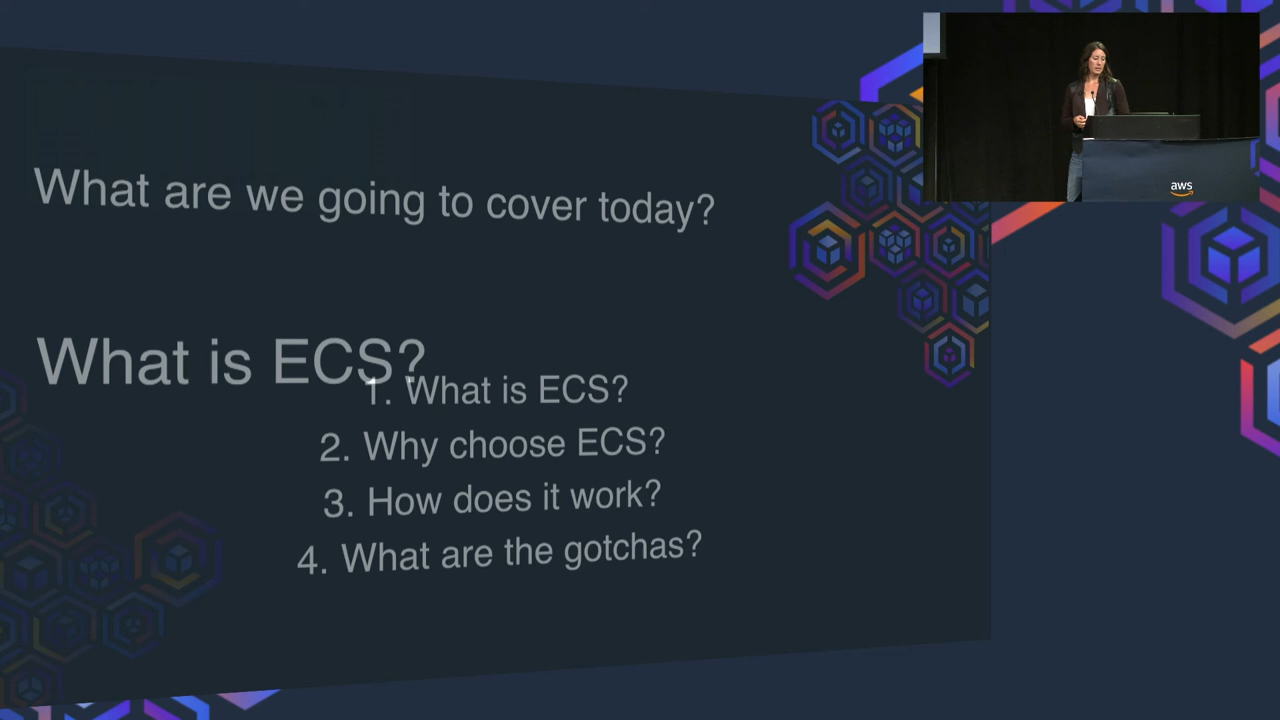 What are we going to cover today?
What is ECS?
1. What is ECS?
2. Why choose ECS?
3. How does it work?
4. What are the gotchas?
aws